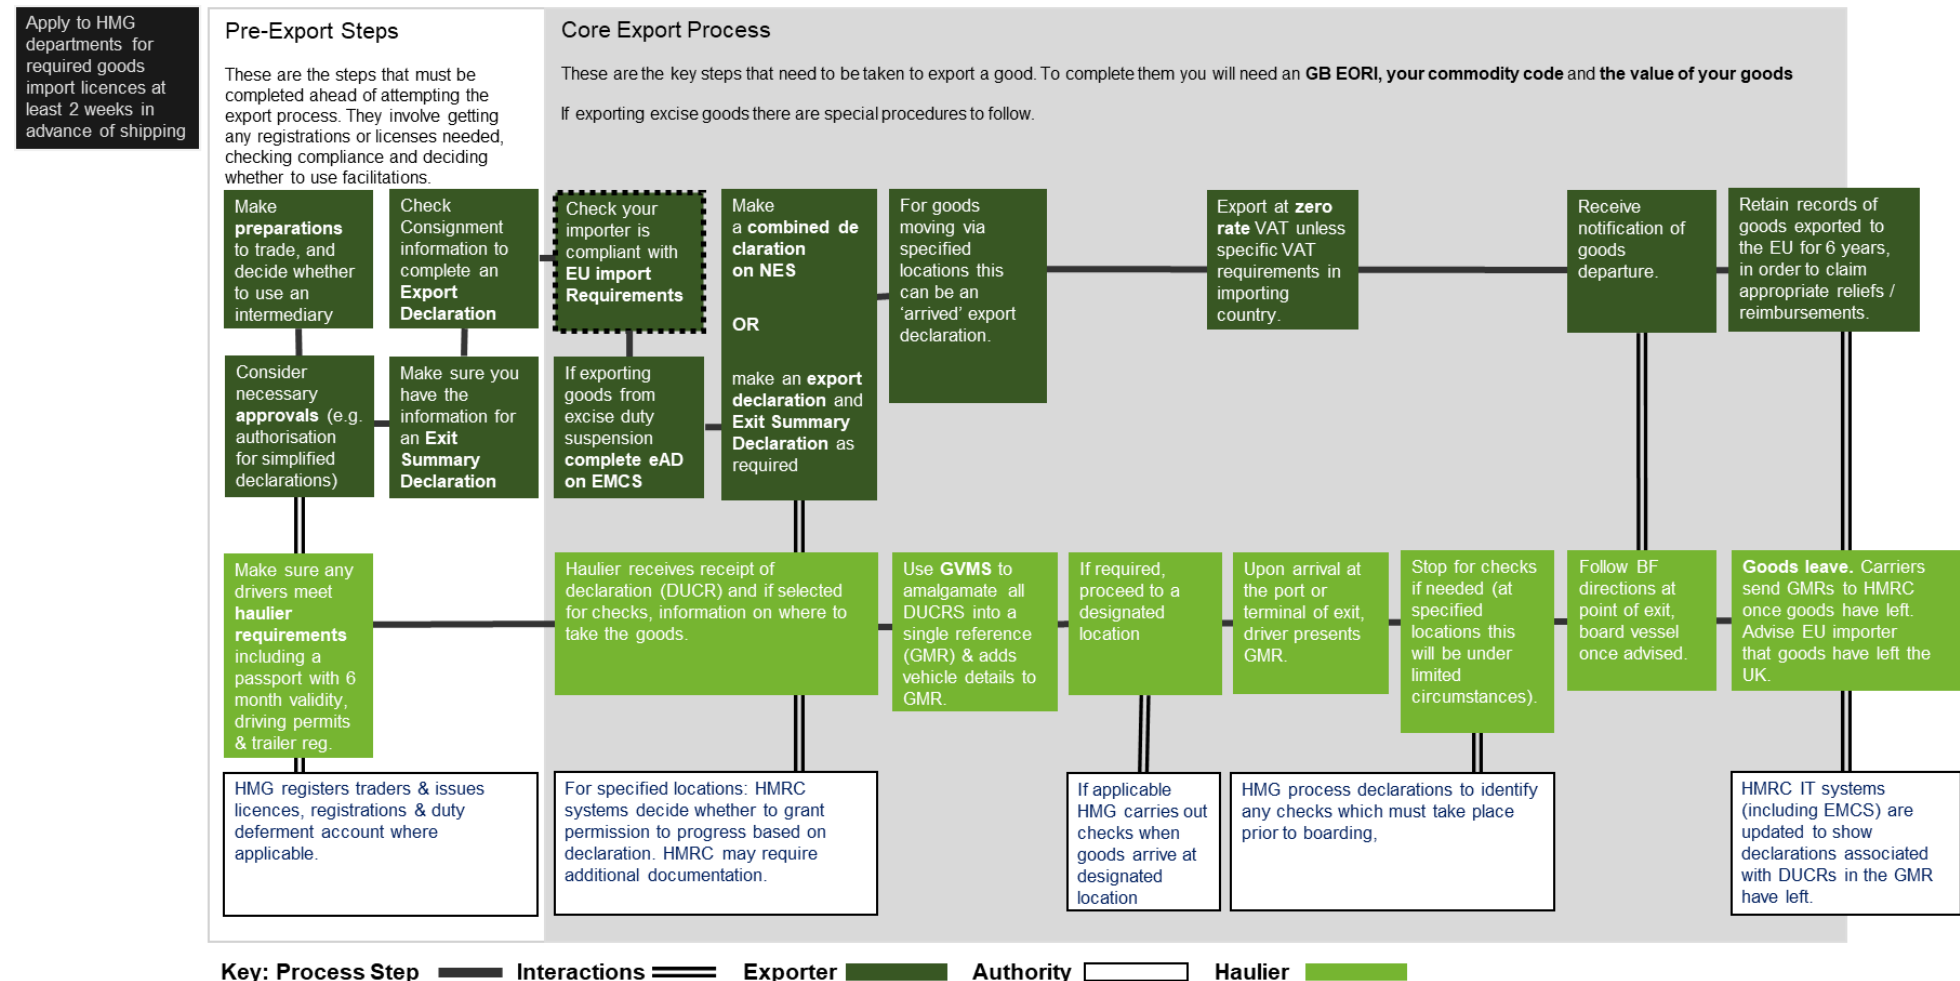 Apply to HMG
departments for
required goods
import licences at
least 2 weeks in
advance of shipping
Pre-Export Steps
These are the steps that must be
completed ahead of attempting the
export process. They involve getting
any registrations or licenses needed,
checking compliance and deciding
whether to use facilitations.
Core Export Process
These are the key steps that need to be taken to export a good. To complete them you will need an GB EORI, your commodity code and the value of your goods
If exporting excise goods there are special procedures to follow.
Make
preparations
to trade, and
decide whether
to use an
intermediary
Check
Consignment
information to
complete an
Export
Declaration
Check your
importer is
compliant with
EU import
Requirements
Make
a combined de
claration
on NES
OR
make an export
declaration and
Exit Summary
Declaration as
required
For goods
moving via
specified
locations this
can be an
‘arrived’ export
declaration.
Export at zero
rate VAT unless
specific VAT
requirements in
importing
country.
Receive
notification of
goods
departure.
Retain records of
goods exported to
the EU for 6 years,
in order to claim
appropriate reliefs /
reimbursements.
Consider
necessary
approvals (e.g.
authorisation
for simplified
declarations)
Make sure you
have the
information for
an Exit
Summary
Declaration
If exporting
goods from
excise duty
suspension
complete eAD
on EMCS
Make sure any
drivers meet
haulier
requirements
including a
passport with 6
month validity,
driving permits
& trailer reg.
Haulier receives receipt of
declaration (DUCR) and if selected
for checks, information on where to
take the goods.
Use GVMS to
amalgamate all
DUCRS into a
single reference
(GMR) & adds
vehicle details to
GMR.
If required,
proceed to a
designated
location
Upon arrival at
the port or
terminal of exit,
driver presents
GMR.
Stop for checks
if needed (at
specified
locations this
will be under
limited
circumstances).
Follow BF
directions at
point of exit,
board vessel
once advised.
Goods leave. Carriers
send GMRs to HMRC
once goods have left.
Advise EU importer
that goods have left the
UK.
HMG registers traders & issues
licences, registrations & duty
deferment account where
applicable.
For specified locations: HMRC
systems decide whether to grant
permission to progress based on
declaration. HMRC may require
additional documentation.
If applicable
HMG carries out
checks when
goods arrive at
designated
location
HMG process declarations to identify
any checks which must take place
prior to boarding,
HMRC IT systems
(including EMCS) are
updated to show
declarations associated
with DUCRs in the GMR
have left.
Key: Process Step Interactions Exporter Authority Haulier